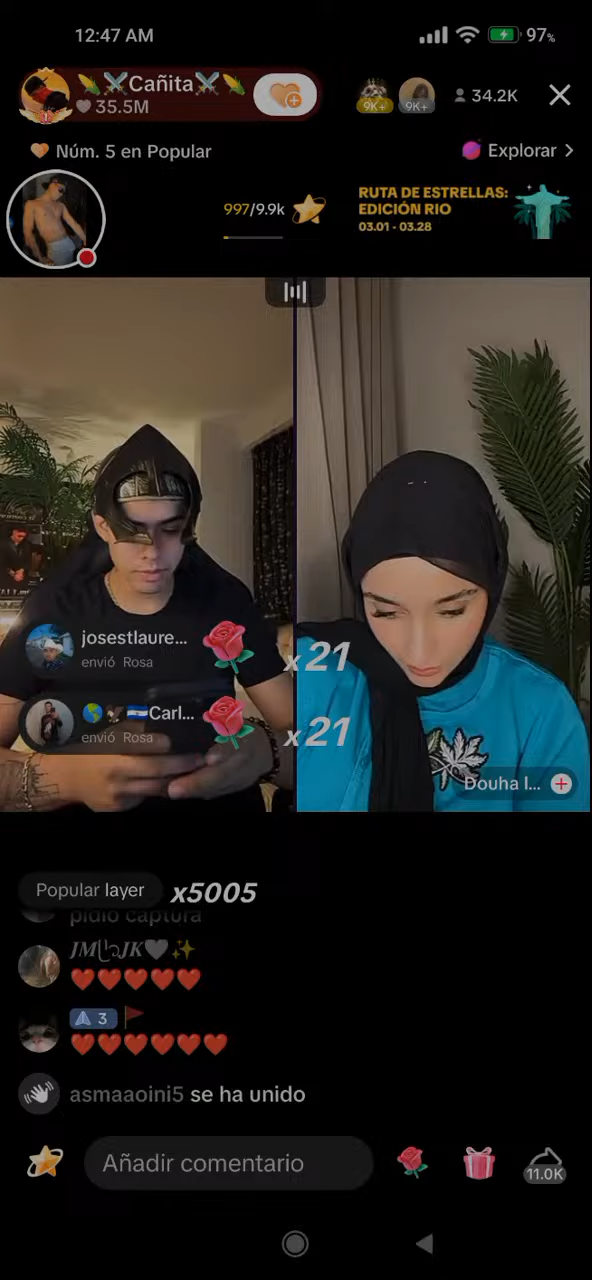 12:47 AM
97%
🌽⚔️Cañita⚔️🌽
35.5M
9K+
9K+
34.2K
Núm. 5 en Popular
Explorar
997/9.9k
RUTA DE ESTRELLAS:
EDICIÓN RIO
03.01 - 03.28
josestlaure...
envió Rosa
x21
Carl...
envió Rosa
x21
Douha l...
Popular layer
x5005
pidió captura
3
asmaaoini5 se ha unido
Añadir comentario
11.0K